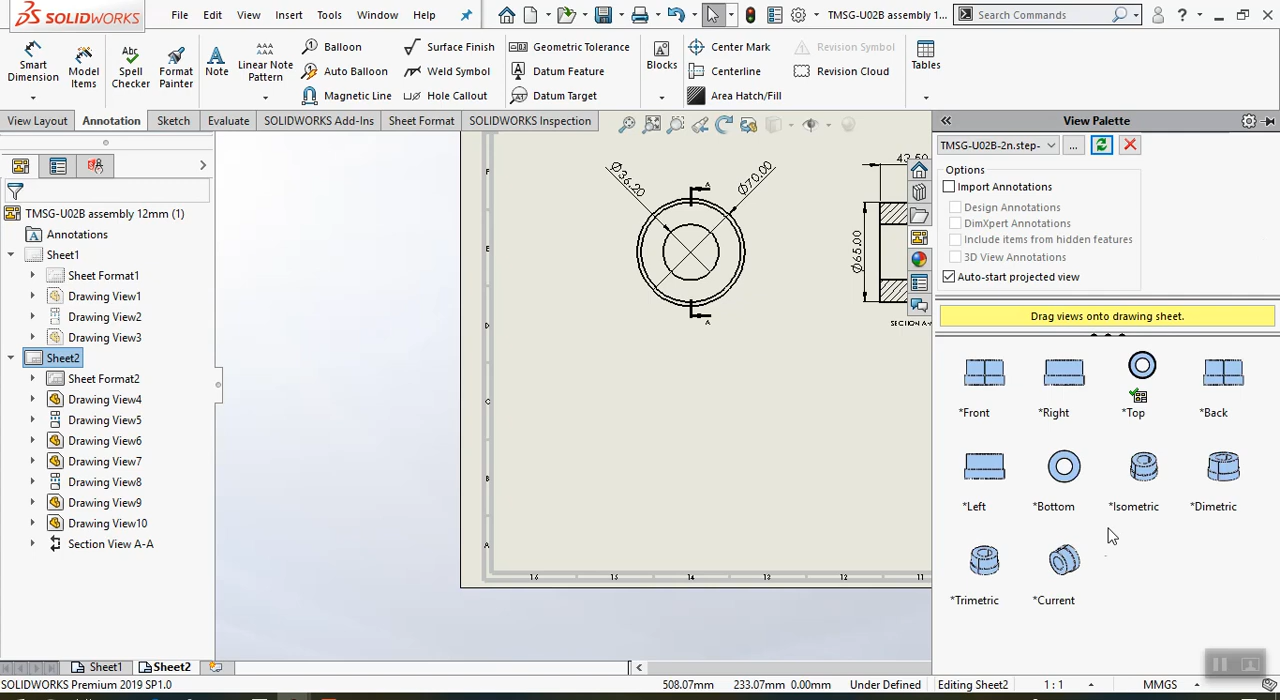 SOLIDWORKS File Edit View Insert Tools Window Help TMSG-U02B assembly 1... Search Commands ?
Smart Dimension
Model Items
Spell Checker
Format Painter
Note
Linear Note Pattern
Balloon
Auto Balloon
Magnetic Line
Surface Finish
Weld Symbol
Hole Callout
Geometric Tolerance
Datum Feature
Datum Target
Blocks
Center Mark
Centerline
Area Hatch/Fill
Revision Symbol
Revision Cloud
Tables
View Layout Annotation Sketch Evaluate SOLIDWORKS Add-Ins Sheet Format SOLIDWORKS Inspection
TMSG-U02B assembly 12mm (1)
Annotations
Sheet1
Sheet Format1
Drawing View1
Drawing View2
Drawing View3
Sheet2
Sheet Format2
Drawing View4
Drawing View5
Drawing View6
Drawing View7
Drawing View8
Drawing View9
Drawing View10
Section View A-A
Ø36.20
Ø70.00
A
A
Ø65.00
F
E
D
C
B
A
16 15 14 13 12 11
View Palette
TMSG-U02B-2n.step- ...
Options
Import Annotations
Design Annotations
DimXpert Annotations
Include items from hidden features
3D View Annotations
Auto-start projected view
Drag views onto drawing sheet.
*Front *Right *Top *Back
*Left *Bottom *Isometric *Dimetric
*Trimetric *Current
Sheet1 Sheet2
SOLIDWORKS Premium 2019 SP1.0 508.07mm 233.07mm 0.00mm Under Defined Editing Sheet2 1 : 1 MMGS